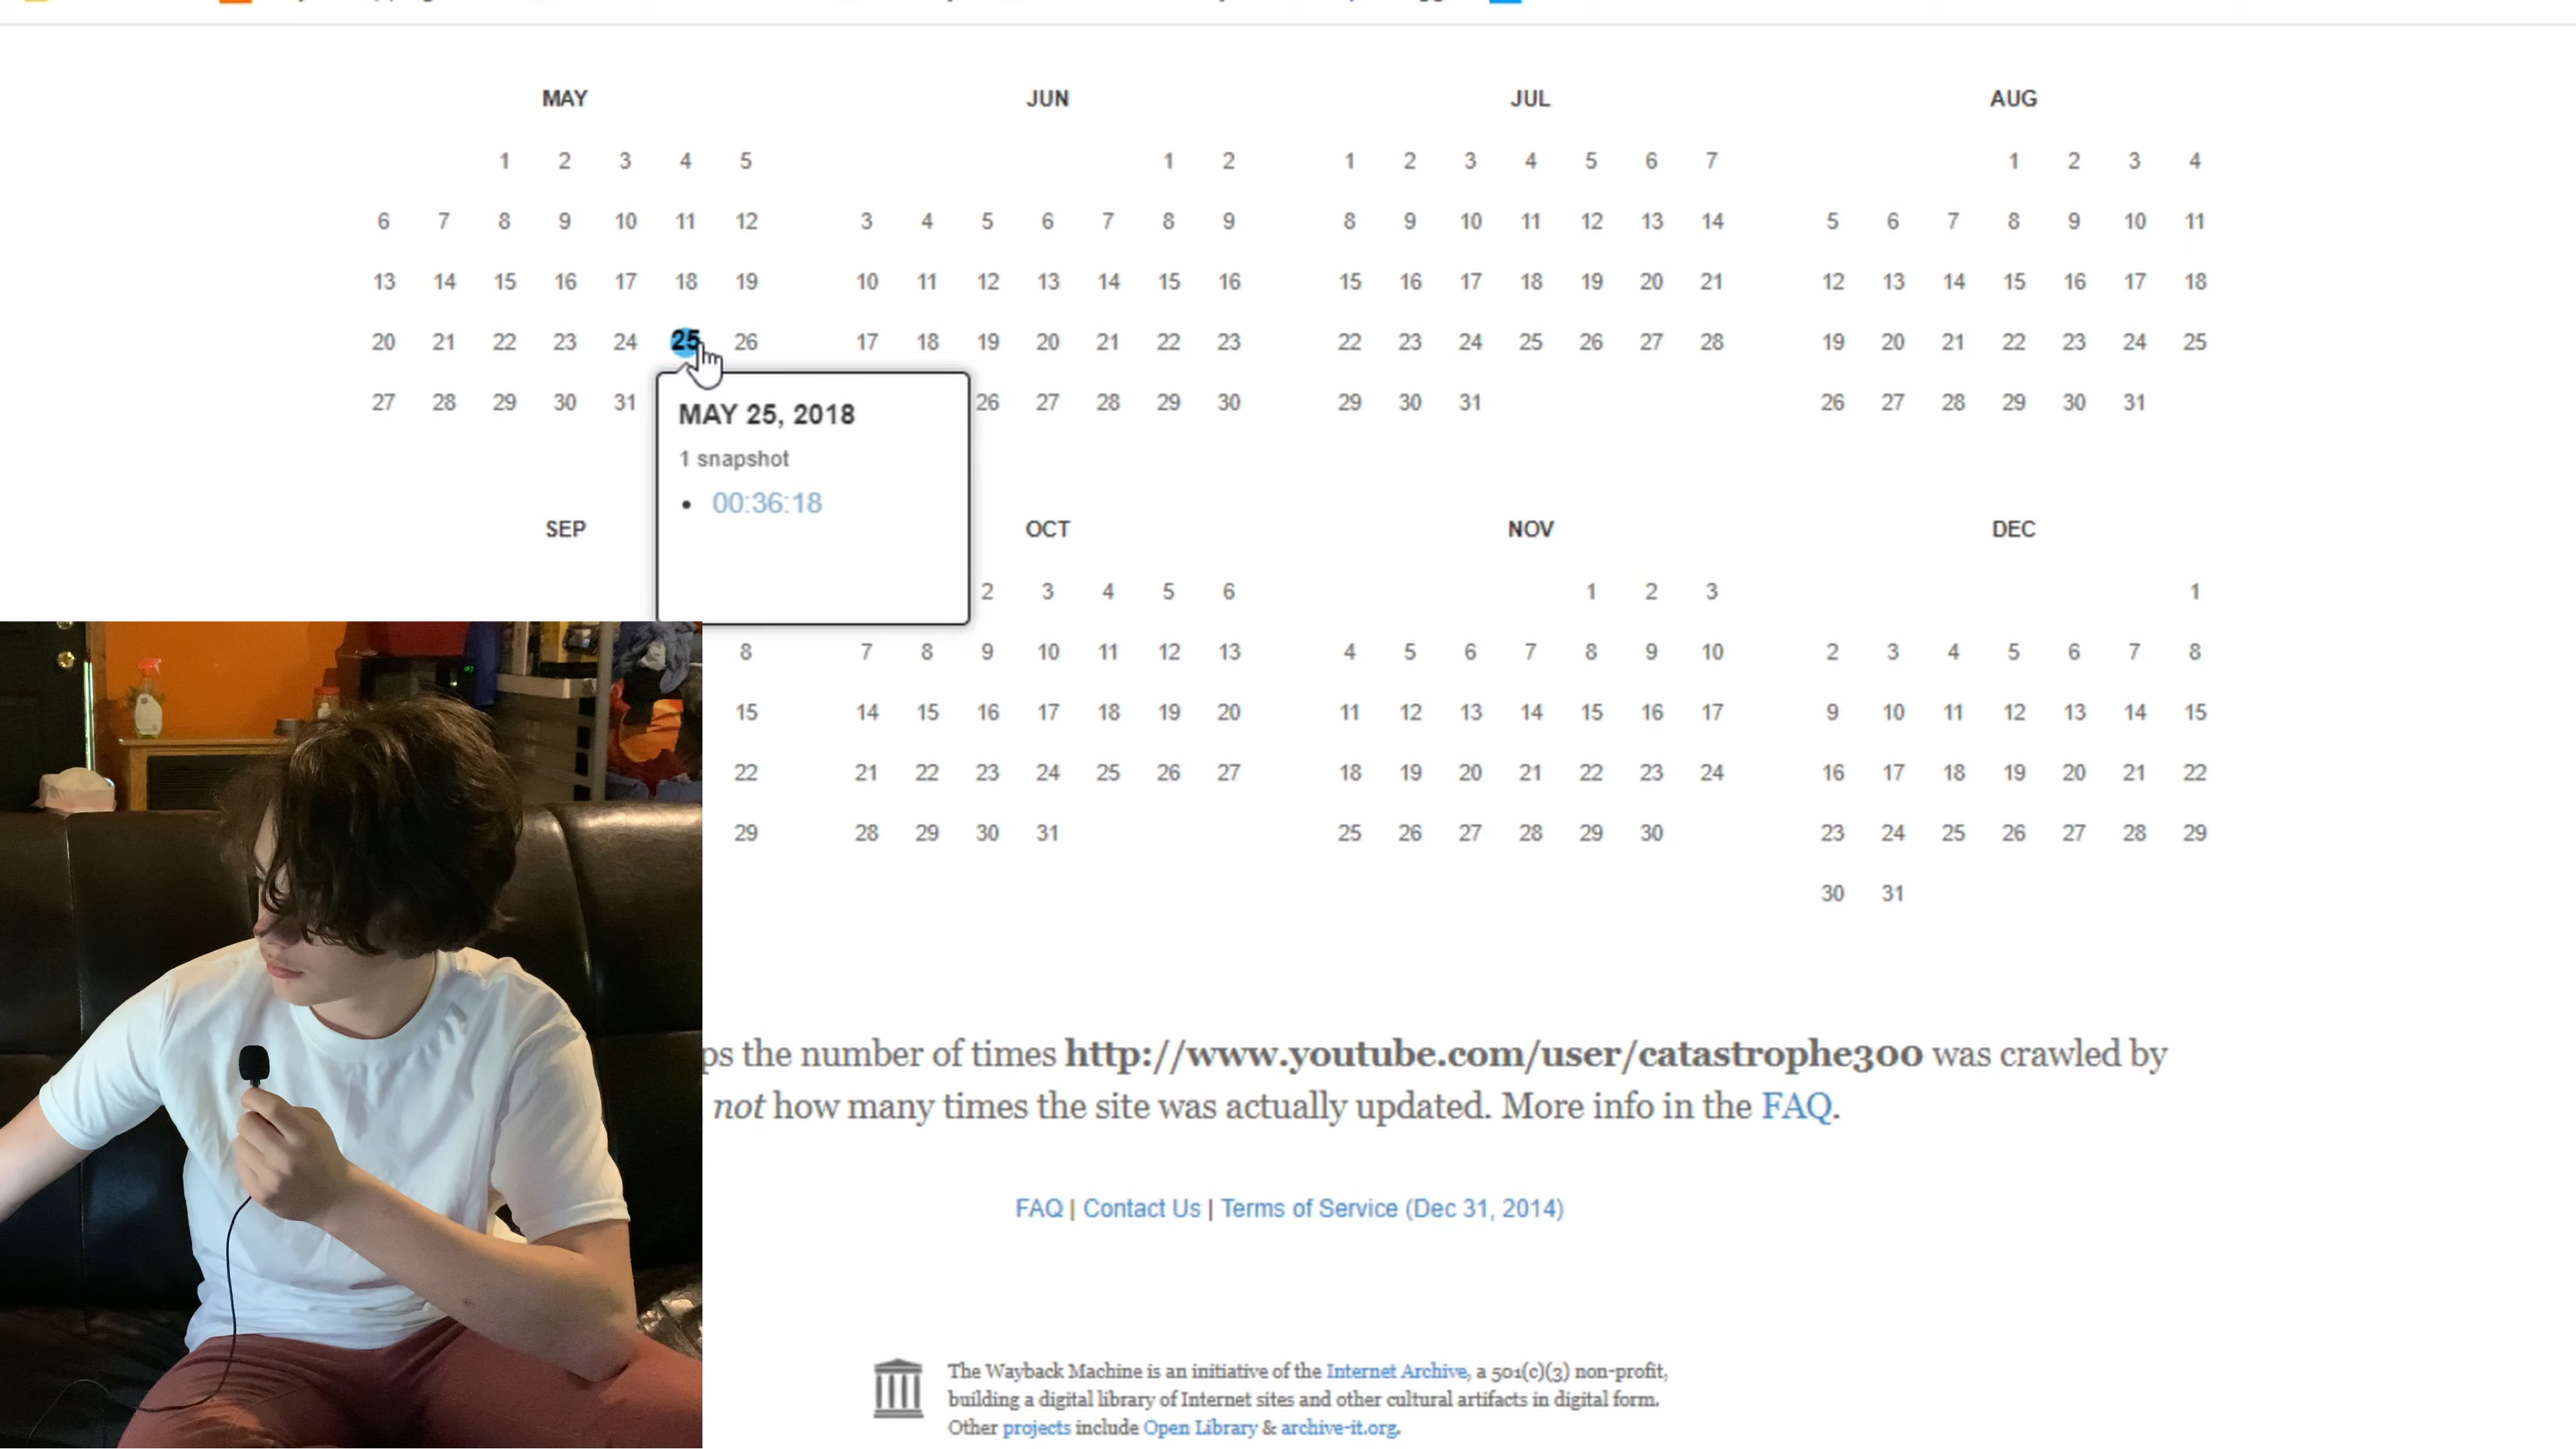 MAY JUN JUL AUG
1 2 3 4 5 1 2 1 2 3 4 5 6 7 1 2 3 4
6 7 8 9 10 11 12 3 4 5 6 7 8 9 8 9 10 11 12 13 14 5 6 7 8 9 10 11
13 14 15 16 17 18 19 10 11 12 13 14 15 16 15 16 17 18 19 20 21 12 13 14 15 16 17 18
20 21 22 23 24 25 26 17 18 19 20 21 22 23 22 23 24 25 26 27 28 19 20 21 22 23 24 25
27 28 29 30 31 26 27 28 29 30 29 30 31 26 27 28 29 30 31
MAY 25, 2018
1 snapshot
• 00:36:18
SEP OCT NOV DEC
2 3 4 5 6 1 2 3 1
8 7 8 9 10 11 12 13 4 5 6 7 8 9 10 2 3 4 5 6 7 8
15 14 15 16 17 18 19 20 11 12 13 14 15 16 17 9 10 11 12 13 14 15
22 21 22 23 24 25 26 27 18 19 20 21 22 23 24 16 17 18 19 20 21 22
29 28 29 30 31 25 26 27 28 29 30 23 24 25 26 27 28 29
30 31
ps the number of times http://www.youtube.com/user/catastrophe300 was crawled by
not how many times the site was actually updated. More info in the FAQ.
FAQ | Contact Us | Terms of Service (Dec 31, 2014)
The Wayback Machine is an initiative of the Internet Archive, a 501(c)(3) non-profit,
building a digital library of Internet sites and other cultural artifacts in digital form.
Other projects include Open Library & archive-it.org.